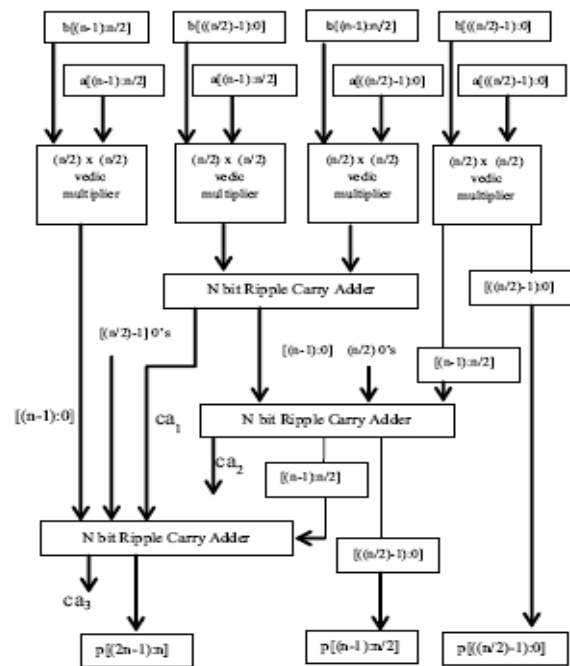 b[(n-1):n/2] b[((n/2)-1):0] b[(n-1):n/2] b[((n/2)-1):0]
a[(n-1):n/2] a[(n-1):n/2] a[((n/2)-1):0] a[((n/2)-1):0]
(n/2) x (n/2) (n/2) x (n/2) (n/2) x (n/2) (n/2) x (n/2)
vedic vedic vedic vedic
multiplier multiplier multiplier multiplier
N bit Ripple Carry Adder
[((n/2)-1):0]
[(n/2)-1] 0's
[(n-1):0] (n/2) 0's
[(n-1):n/2]
[(n-1):0]
ca1
N bit Ripple Carry Adder
ca2
[(n-1):n/2]
N bit Ripple Carry Adder
[((n/2)-1):0]
ca3
p[(2n-1):n] p[(n-1):n/2] p[((n/2)-1):0]